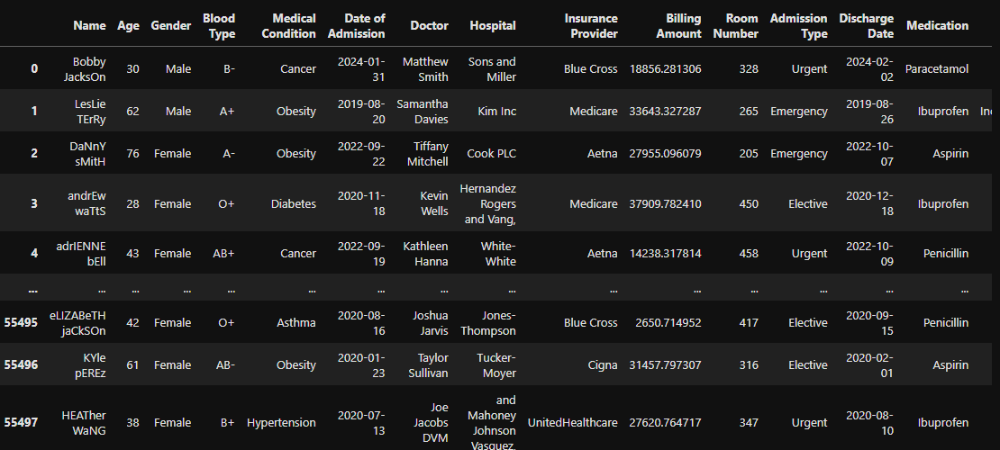 Name Age Gender Blood Type Medical Condition Date of Admission Doctor Hospital Insurance Provider Billing Amount Room Number Admission Type Discharge Date Medication
0 Bobby JacksOn 30 Male B- Cancer 2024-01-31 Matthew Smith Sons and Miller Blue Cross 18856.281306 328 Urgent 2024-02-02 Paracetamol
1 LesLie TErRy 62 Male A+ Obesity 2019-08-20 Samantha Davies Kim Inc Medicare 33643.327287 265 Emergency 2019-08-26 Ibuprofen
2 DaNnY sMitH 76 Female A- Obesity 2022-09-22 Tiffany Mitchell Cook PLC Aetna 27955.096079 205 Emergency 2022-10-07 Aspirin
3 andrEw waTtS 28 Female O+ Diabetes 2020-11-18 Kevin Wells Hernandez Rogers and Vang, Medicare 37909.782410 450 Elective 2020-12-18 Ibuprofen
4 adrIENNE bEll 43 Female AB+ Cancer 2022-09-19 Kathleen Hanna White-White Aetna 14238.317814 458 Urgent 2022-10-09 Penicillin
... ... ... ... ... ... ... ... ... ... ... ... ... ... ...
55495 eLIZABeTH jaCkSOn 42 Female O+ Asthma 2020-08-16 Joshua Jarvis Jones-Thompson Blue Cross 2650.714952 417 Elective 2020-09-15 Penicillin
55496 KYle pEREz 61 Female AB- Obesity 2020-01-23 Taylor Sullivan Tucker-Moyer Cigna 31457.797307 316 Elective 2020-02-01 Aspirin
55497 HEATher WaNG 38 Female B+ Hypertension 2020-07-13 Joe Jacobs DVM and Mahoney Johnson Vasquez, UnitedHealthcare 27620.764717 347 Urgent 2020-08-10 Ibuprofen